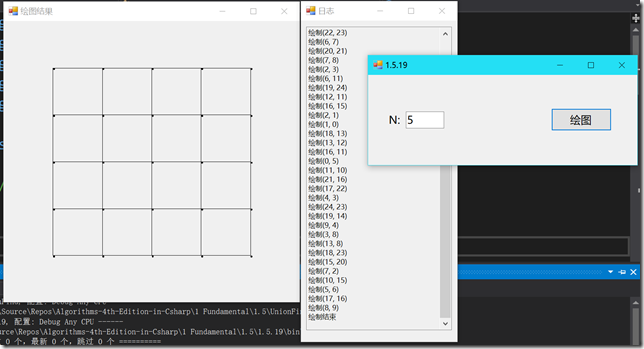 绘图结果
日志
绘制(22, 23)
绘制(6, 7)
绘制(20, 21)
绘制(7, 8)
绘制(2, 3)
绘制(6, 11)
绘制(19, 24)
绘制(12, 11)
绘制(16, 15)
绘制(2, 1)
绘制(1, 0)
绘制(18, 13)
绘制(13, 12)
绘制(16, 11)
绘制(0, 5)
绘制(11, 10)
绘制(21, 16)
绘制(17, 22)
绘制(4, 3)
绘制(24, 23)
绘制(19, 14)
绘制(9, 4)
绘制(3, 8)
绘制(13, 8)
绘制(18, 23)
绘制(15, 20)
绘制(7, 2)
绘制(10, 15)
绘制(5, 6)
绘制(17, 16)
绘制(8, 9)
绘制结束
1.5.19
N: 5
绘图
配置: Debug Any CPU
\Source\Repos\Algorithms-4th-Edition-in-Csharp\1 Fundamental\1.5\UnionFin
19, 配置: Debug Any CPU ------
ource\Repos\Algorithms-4th-Edition-in-Csharp\1 Fundamental\1.5\1.5.19\bin
0 个，最新 0 个，跳过 0 个 ==========